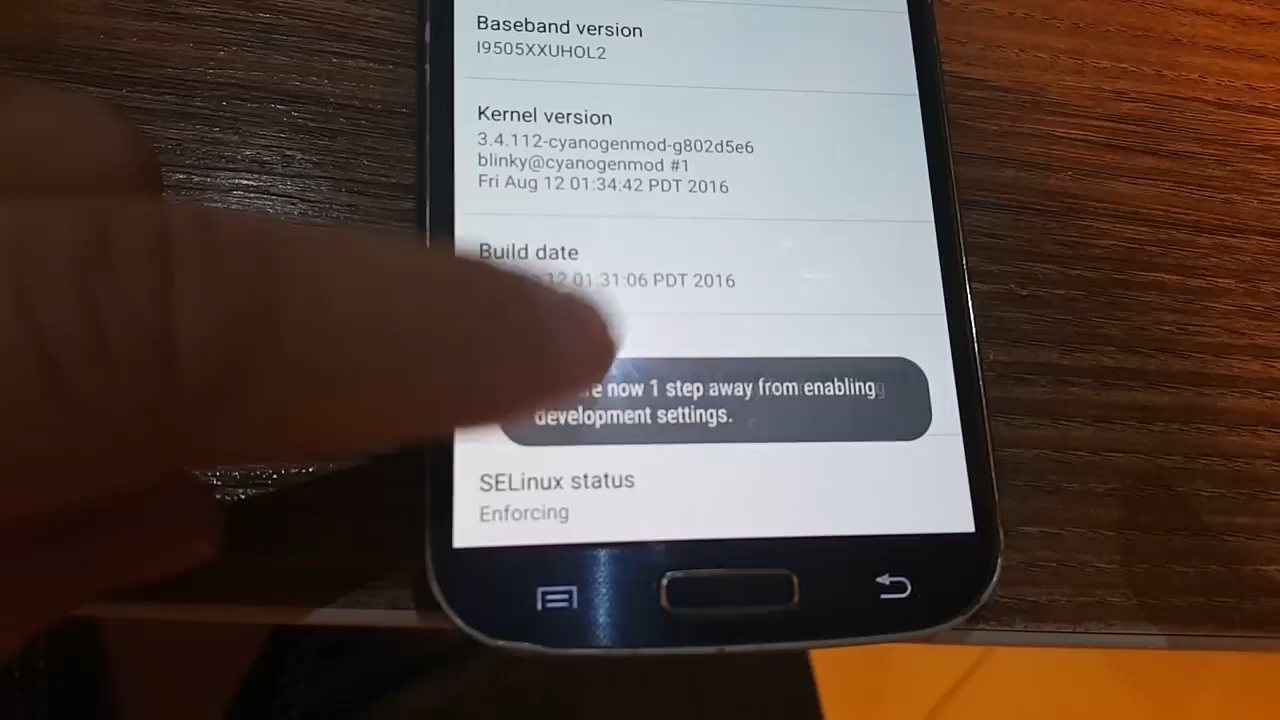 Baseband version
I9505XXUHOL2
Kernel version
3.4.112-cyanogenmod-g802d5e6
blinky@cyanogenmod #1
Fri Aug 12 01:34:42 PDT 2016
Build date
12 01:31:06 PDT 2016
now 1 step away from enabling
development settings.
SELinux status
Enforcing